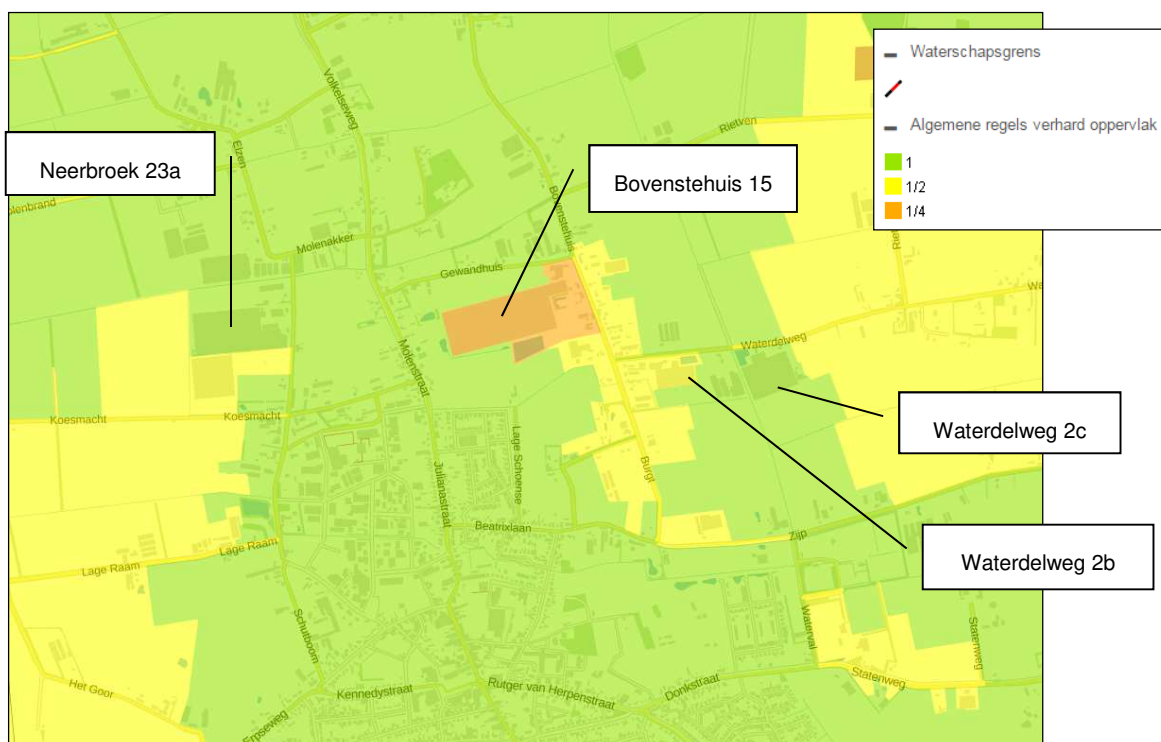 Waterschapsgrens
Algemene regels verhard oppervlak
1
1/2
1/4
Neerbroek 23a
Bovenstehuis 15
Waterdelweg 2c
Waterdelweg 2b
Volkelseweg
Elzen
Rietven
Bovenstehuis
Molenakker
Gewandhuis
Molenstraat
Waterdelweg
Koesmacht
Koesmacht
Lage Schoense
Julianastraat
Burgt
Beatrixlaan
Zijp
Lage Raam
Lage Raam
Schutboom
Waterval
Statenweg
Statenweg
Het Goor
Kennedystraat
Rutger van Herpenstraat
Donkstraat